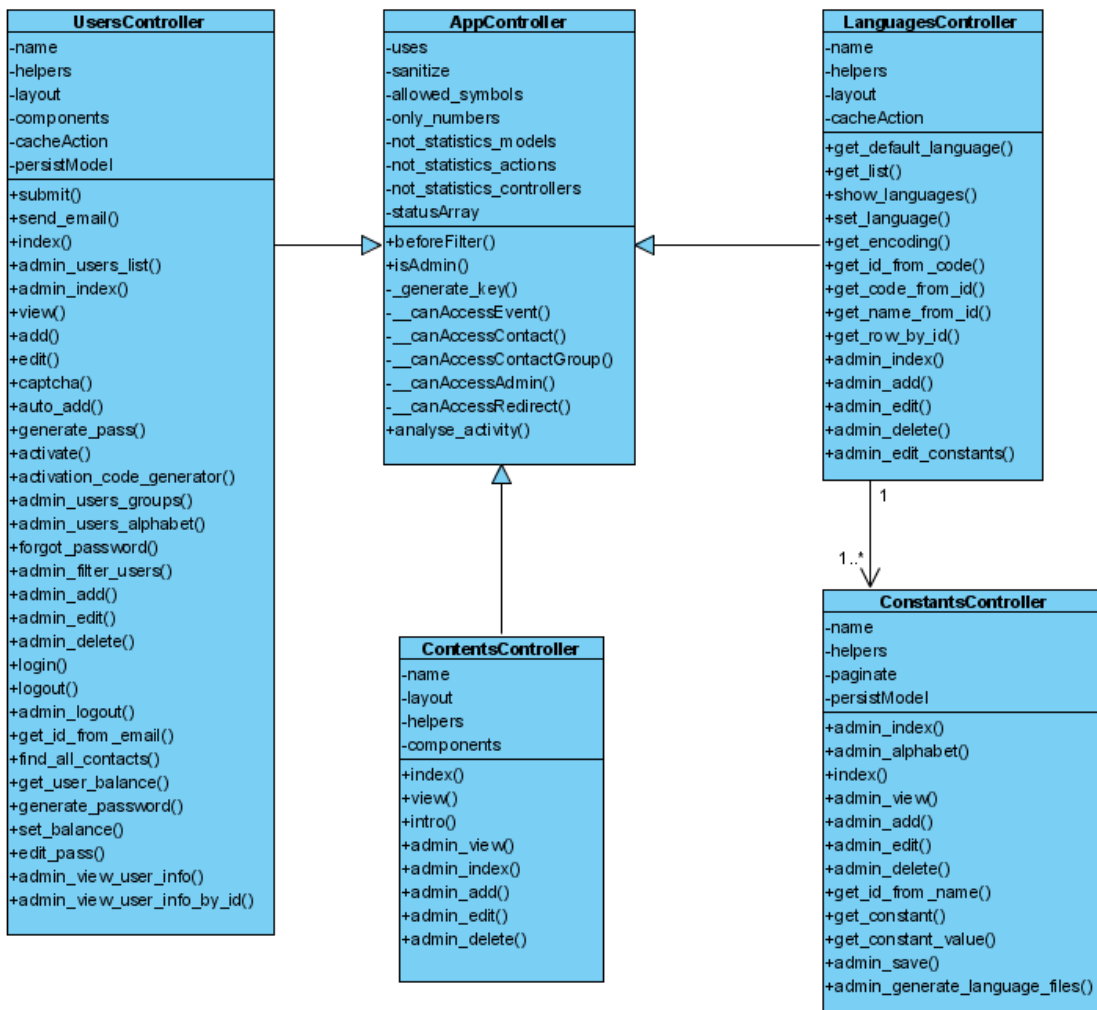 UsersController
-name
-helpers
-layout
-components
-cacheAction
-persistModel
+submit()
+send_email()
+index()
+admin_users_list()
+admin_index()
+view()
+add()
+edit()
+captcha()
+auto_add()
+generate_pass()
+activate()
+activation_code_generator()
+admin_users_groups()
+admin_users_alphabet()
+forgot_password()
+admin_filter_users()
+admin_add()
+admin_edit()
+admin_delete()
+login()
+logout()
+admin_logout()
+get_id_from_email()
+find_all_contacts()
+get_user_balance()
+generate_password()
+set_balance()
+edit_pass()
+admin_view_user_info()
+admin_view_user_info_by_id()
AppController
-uses
-sanitize
-allowed_symbols
-only_numbers
-not_statistics_models
-not_statistics_actions
-not_statistics_controllers
-statusArray
+beforeFilter()
+isAdmin()
-_generate_key()
-__canAccessEvent()
-__canAccessContact()
-__canAccessContactGroup()
-__canAccessAdmin()
-__canAccessRedirect()
+analyse_activity()
ContentsController
-name
-layout
-helpers
-components
+index()
+view()
+intro()
+admin_view()
+admin_index()
+admin_add()
+admin_edit()
+admin_delete()
LanguagesController
-name
-helpers
-layout
-cacheAction
+get_default_language()
+get_list()
+show_languages()
+set_language()
+get_encoding()
+get_id_from_code()
+get_code_from_id()
+get_name_from_id()
+get_row_by_id()
+admin_index()
+admin_add()
+admin_edit()
+admin_delete()
+admin_edit_constants()
1
1..*
ConstantsController
-name
-helpers
-paginate
-persistModel
+admin_index()
+admin_alphabet()
+index()
+admin_view()
+admin_add()
+admin_edit()
+admin_delete()
+get_id_from_name()
+get_constant()
+get_constant_value()
+admin_save()
+admin_generate_language_files()